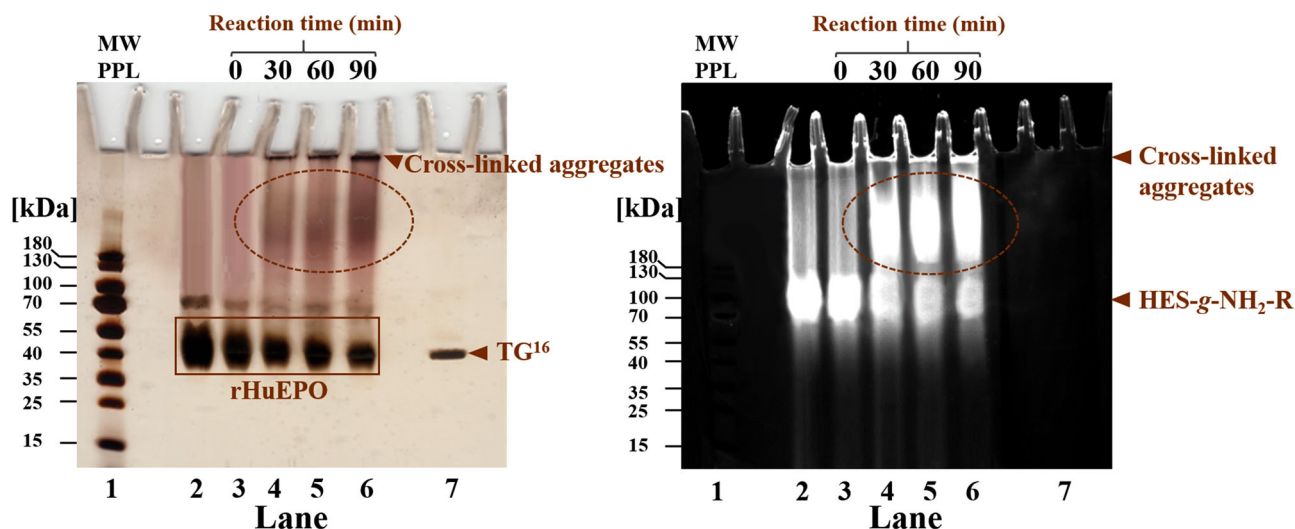 Reaction time (min)
MW
PPL 0 30 60 90
Cross-linked aggregates
[kDa]
180
130
100
70
55
40
35
25
15
TG¹⁶
rHuEPO
1 2 3 4 5 6 7
Lane
Reaction time (min)
MW
PPL 0 30 60 90
Cross-linked
aggregates
[kDa]
180
130
100
70
55
40
35
25
15
HES-g-NH₂-R
1 2 3 4 5 6 7
Lane